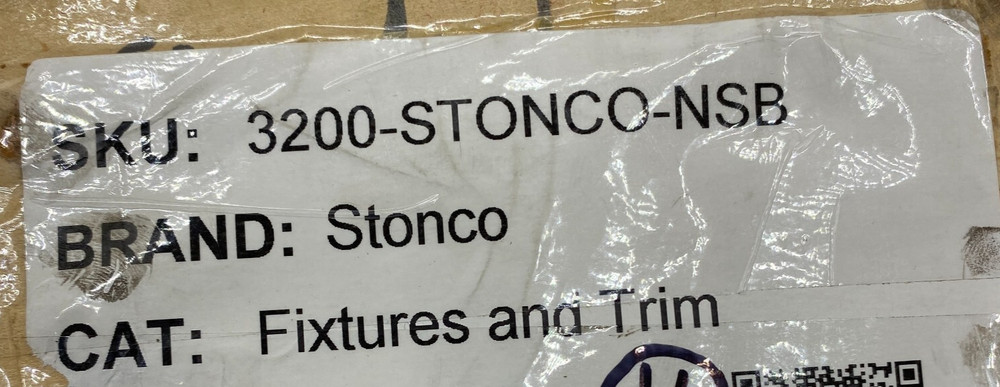 SKU: 3200-STONCO-NSB
BRAND: Stonco
CAT: Fixtures and Trim